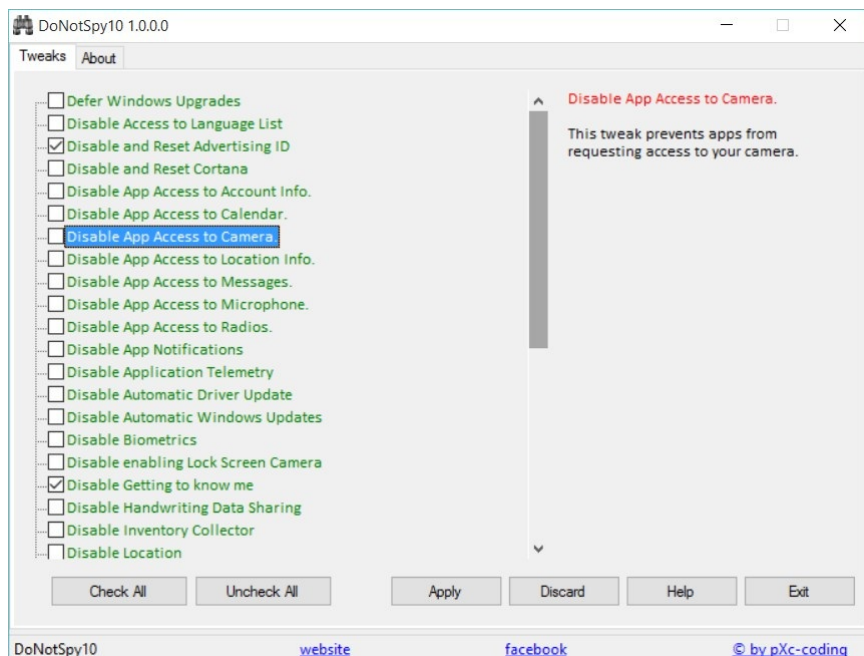 DoNotSpy10 1.0.0.0
Tweaks About
Defer Windows Upgrades
Disable Access to Language List
Disable and Reset Advertising ID
Disable and Reset Cortana
Disable App Access to Account Info.
Disable App Access to Calendar.
Disable App Access to Camera.
Disable App Access to Location Info.
Disable App Access to Messages.
Disable App Access to Microphone.
Disable App Access to Radios.
Disable App Notifications
Disable Application Telemetry
Disable Automatic Driver Update
Disable Automatic Windows Updates
Disable Biometrics
Disable enabling Lock Screen Camera
Disable Getting to know me
Disable Handwriting Data Sharing
Disable Inventory Collector
Disable Location
Disable App Access to Camera.
This tweak prevents apps from
requesting access to your camera.
Check All Uncheck All Apply Discard Help Exit
DoNotSpy10 website facebook © by pXc-coding